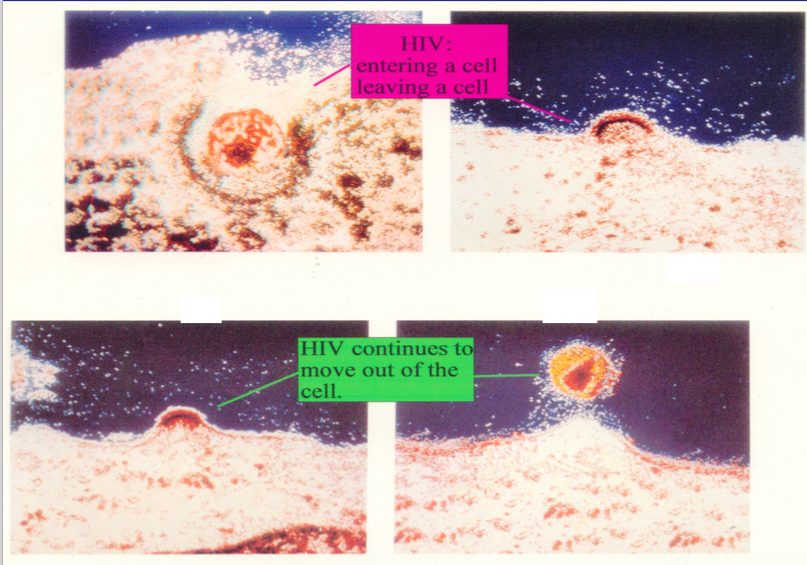 HIV:
entering a cell
leaving a cell
HIV continues to
move out of the
cell.